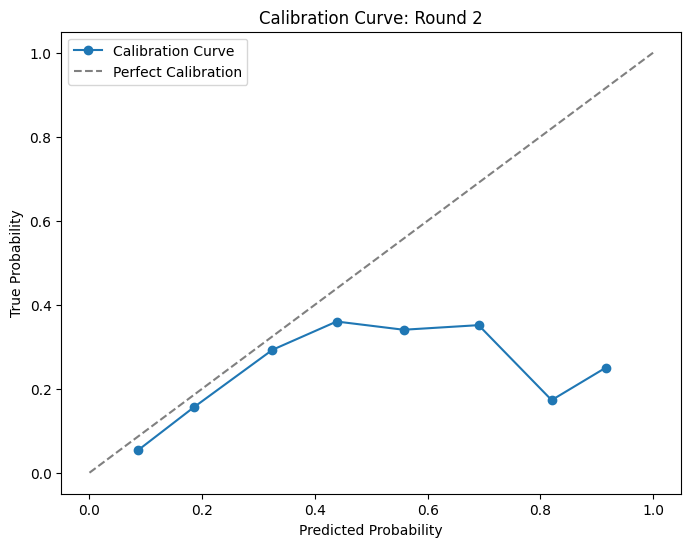 Calibration Curve: Round 2
Calibration Curve
Perfect Calibration
1.0
0.8
0.6
0.4
0.2
0.0
True Probability
0.0 0.2 0.4 0.6 0.8 1.0
Predicted Probability